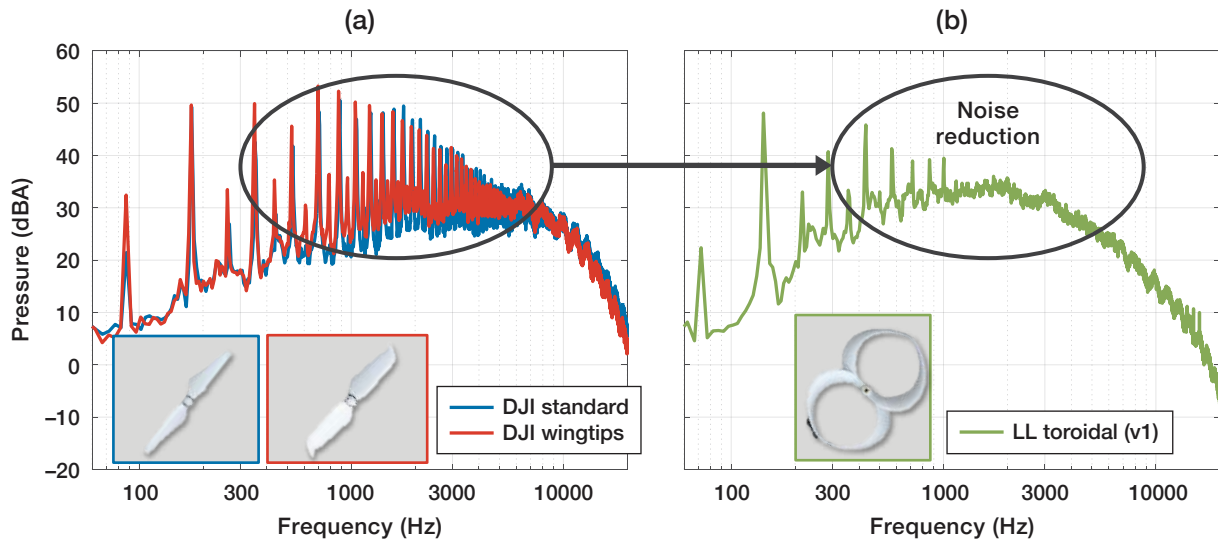 (a)
(b)
Pressure (dBA)
60
50
40
30
20
10
0
−10
−20
100
300
1000
3000
10000
Frequency (Hz)
DJI standard
DJI wingtips
Noise
reduction
100
300
1000
3000
10000
Frequency (Hz)
LL toroidal (v1)